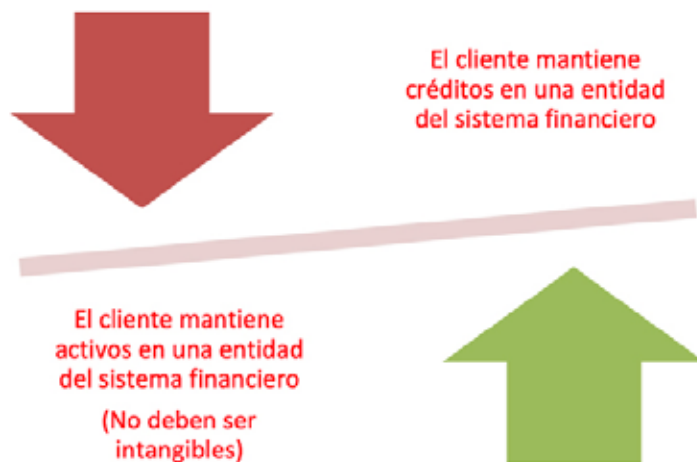 El cliente mantiene
créditos en una entidad
del sistema financiero
El cliente mantiene
activos en una entidad
del sistema financiero
(No deben ser
intangibles)